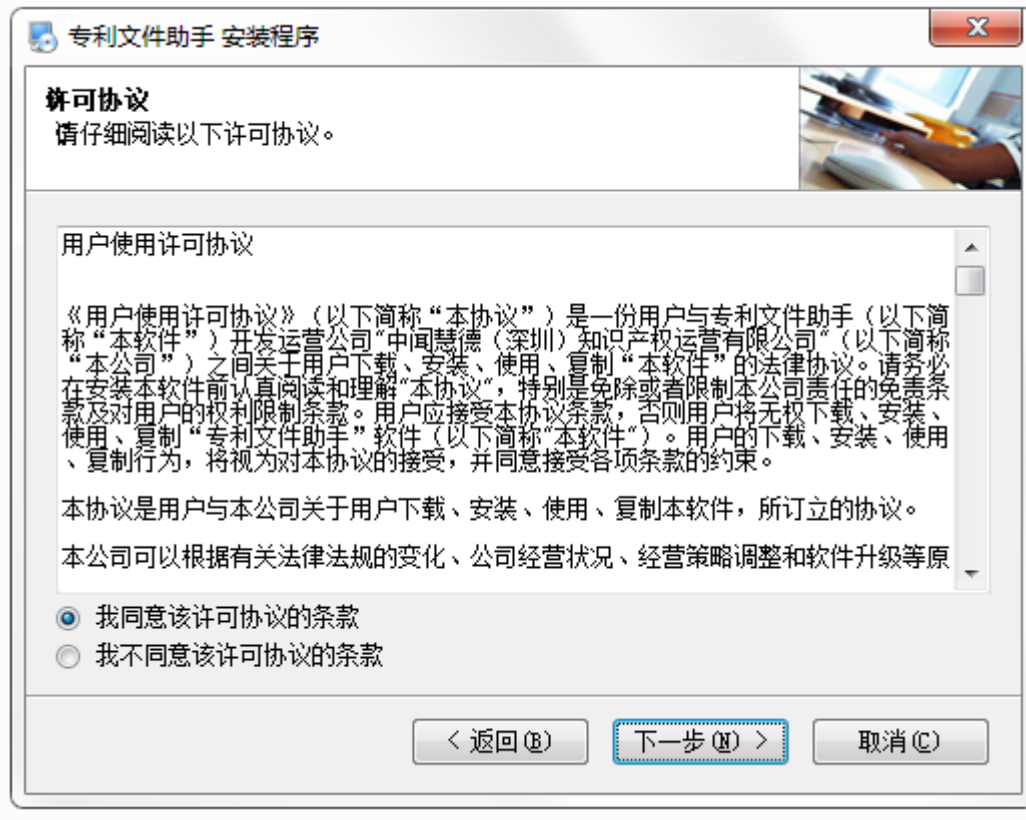 专利文件助手 安装程序
许可协议
请仔细阅读以下许可协议。
用户使用许可协议
《用户使用许可协议》（以下简称“本协议”）是一份用户与专利文件助手（以下简
称“本软件”）开发运营公司"中闻慧德（深圳）知识产权运营有限公司"（以下简称
“本公司”）之间关于用户下载、安装、使用、复制“本软件”的法律协议。请务必
在安装本软件前认真阅读和理解"本协议"，特别是免除或者限制本公司责任的免责条
款及对用户的权利限制条款。用户应接受本协议条款，否则用户将无权下载、安装、
使用、复制“专利文件助手”软件（以下简称"本软件"）。用户的下载、安装、使用
、复制行为，将视为对本协议的接受，并同意接受各项条款的约束。
本协议是用户与本公司关于用户下载、安装、使用、复制本软件，所订立的协议。
本公司可以根据有关法律法规的变化、公司经营状况、经营策略调整和软件升级等原
我同意该许可协议的条款
我不同意该许可协议的条款
< 返回(B)
下一步(N) >
取消(C)